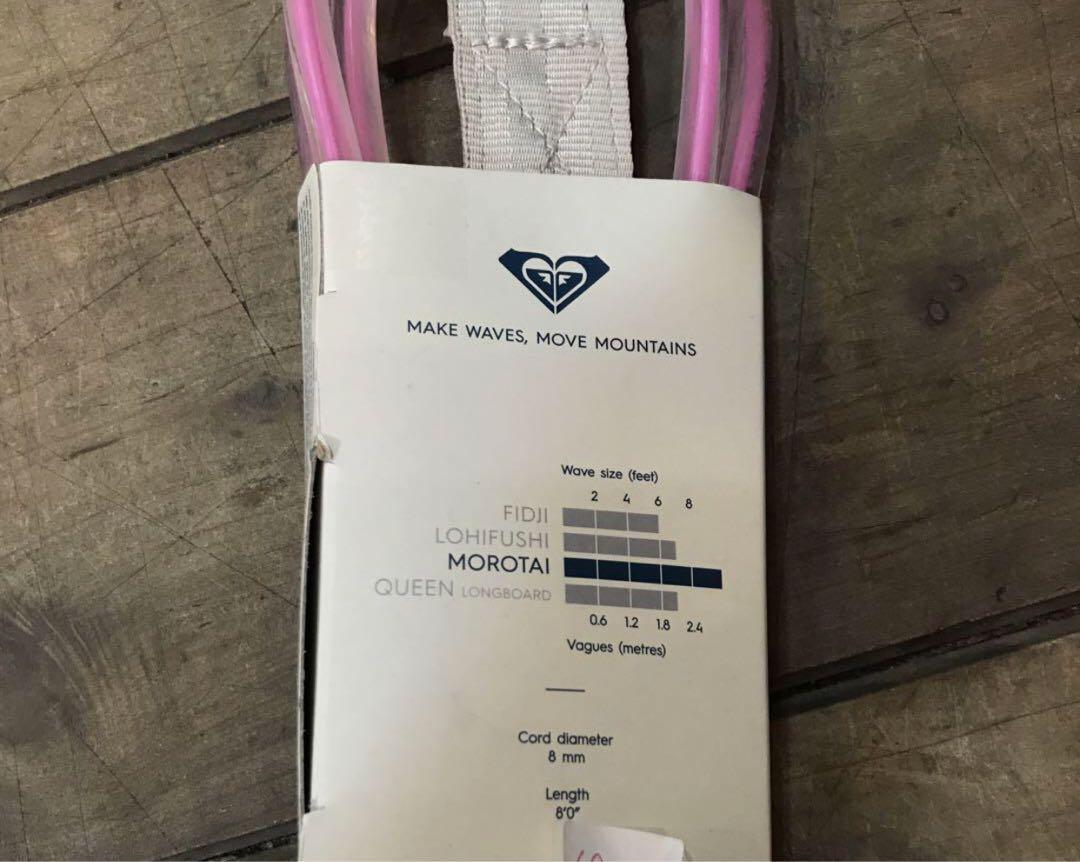 MAKE WAVES, MOVE MOUNTAINS
Wave size (feet)
2 4 6 8
FIDJI
LOHIFUSHI
MOROTAI
QUEEN LONGBOARD
0.6 1.2 1.8 2.4
Vagues (metres)
Cord diameter
8 mm
Length
8'0"